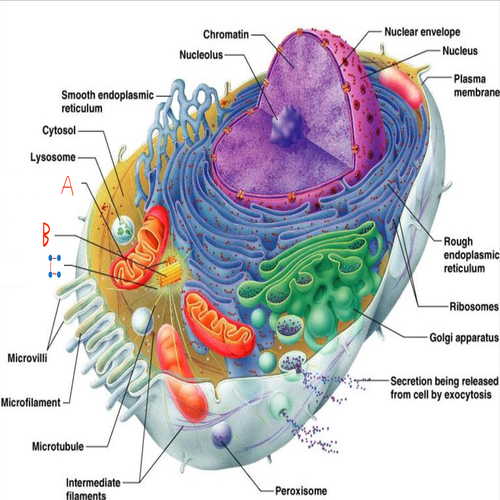 Chromatin
Nucleolus
Nuclear envelope
Nucleus
Plasma
membrane
Smooth endoplasmic
reticulum
Cytosol
Lysosome
A
B
Rough
endoplasmic
reticulum
Ribosomes
Golgi apparatus
Secretion being released
from cell by exocytosis
Microvilli
Microfilament
Microtubule
Intermediate
filaments
Peroxisome